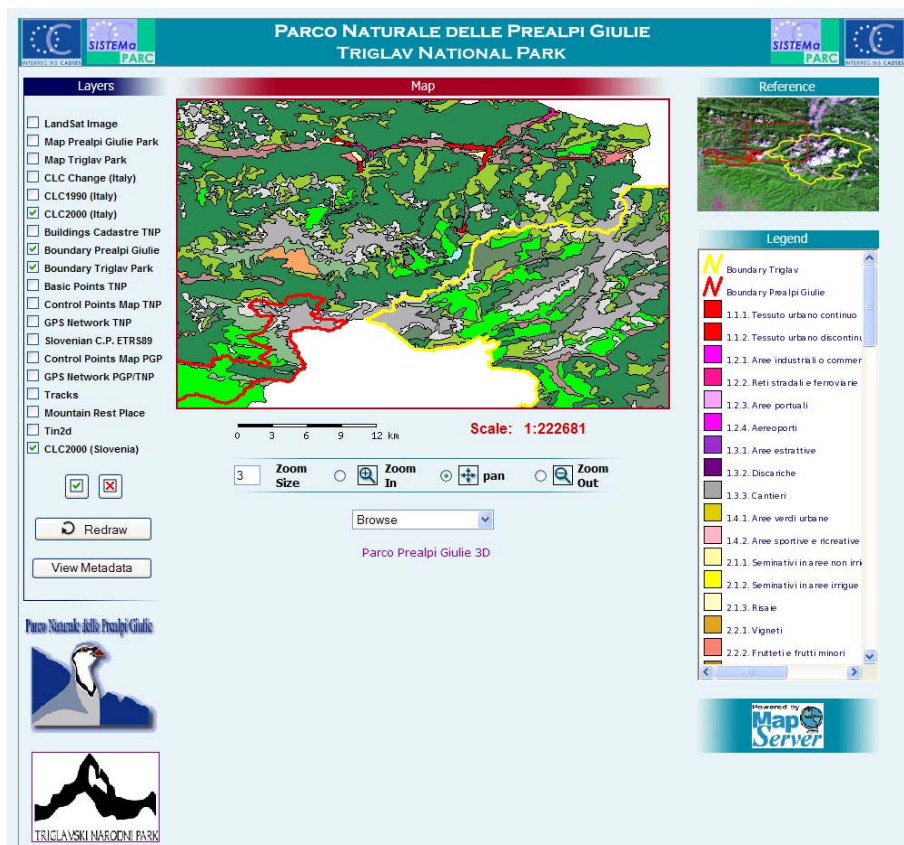 INTERREG IIIB CADSES
SISTEMa
PARC
PARCO NATURALE DELLE PREALPI GIULIE
TRIGLAV NATIONAL PARK
SISTEMa
PARC
INTERREG IIIB CADSES
Layers
LandSat Image
Map Prealpi Giulie Park
Map Triglav Park
CLC Change (Italy)
CLC1990 (Italy)
CLC2000 (Italy)
Buildings Cadastre TNP
Boundary Prealpi Giulie
Boundary Triglav Park
Basic Points TNP
Control Points Map TNP
GPS Network TNP
Slovenian C.P. ETRS89
Control Points Map PGP
GPS Network PGP/TNP
Tracks
Mountain Rest Place
Tin2d
CLC2000 (Slovenia)
Redraw
View Metadata
Parco Naturale delle Prealpi Giulie
TRIGLAVSKI NARODNI PARK
Map
0 3 6 9 12 km
Scale: 1:222681
3
Zoom Size
Zoom In
pan
Zoom Out
Browse
Parco Prealpi Giulie 3D
Reference
Legend
Boundary Triglav
Boundary Prealpi Giulie
1.1.1. Tessuto urbano continuo
1.1.2. Tessuto urbano discontinu
1.2.1. Aree industriali o commer
1.2.2. Reti stradali e ferroviarie
1.2.3. Aree portuali
1.2.4. Aereoporti
1.3.1. Aree estrattive
1.3.2. Discariche
1.3.3. Cantieri
1.4.1. Aree verdi urbane
1.4.2. Aree sportive e ricreative
2.1.1. Seminativi in aree non irri
2.1.2. Seminativi in aree irrigue
2.1.3. Risaie
2.2.1. Vigneti
2.2.2. Frutteti e frutti minori
Powered by
Map
Server